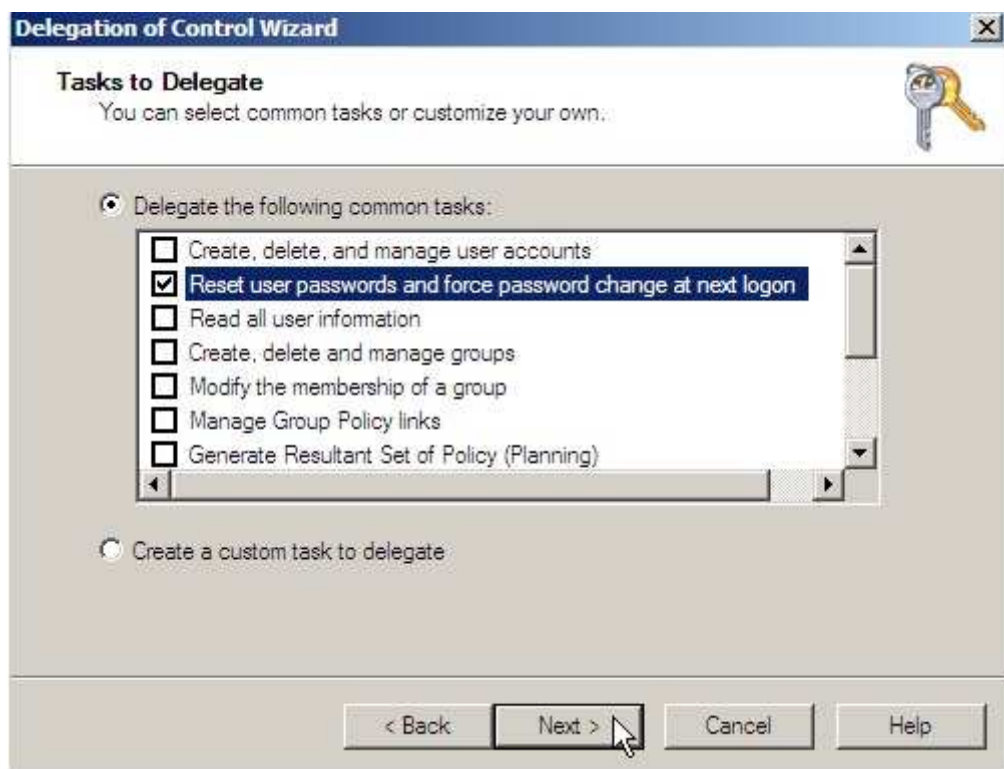 Delegation of Control Wizard
Tasks to Delegate
You can select common tasks or customize your own.
Delegate the following common tasks:
Create, delete, and manage user accounts
Reset user passwords and force password change at next logon
Read all user information
Create, delete and manage groups
Modify the membership of a group
Manage Group Policy links
Generate Resultant Set of Policy (Planning)
Create a custom task to delegate
< Back Next > Cancel Help